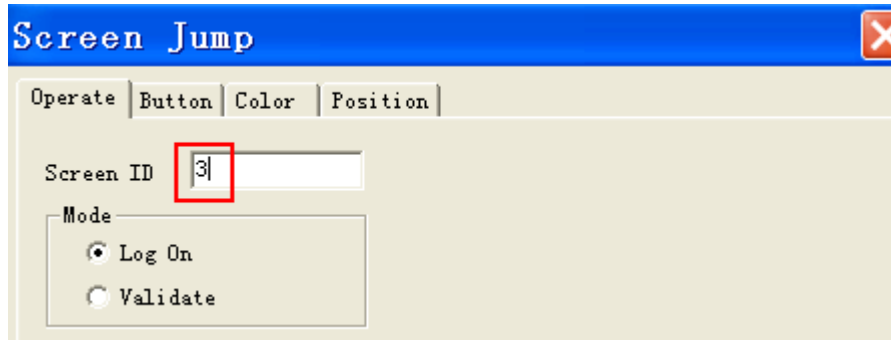 Screen Jump
Operate Button Color Position
Screen ID 3
Mode
Log On
Validate